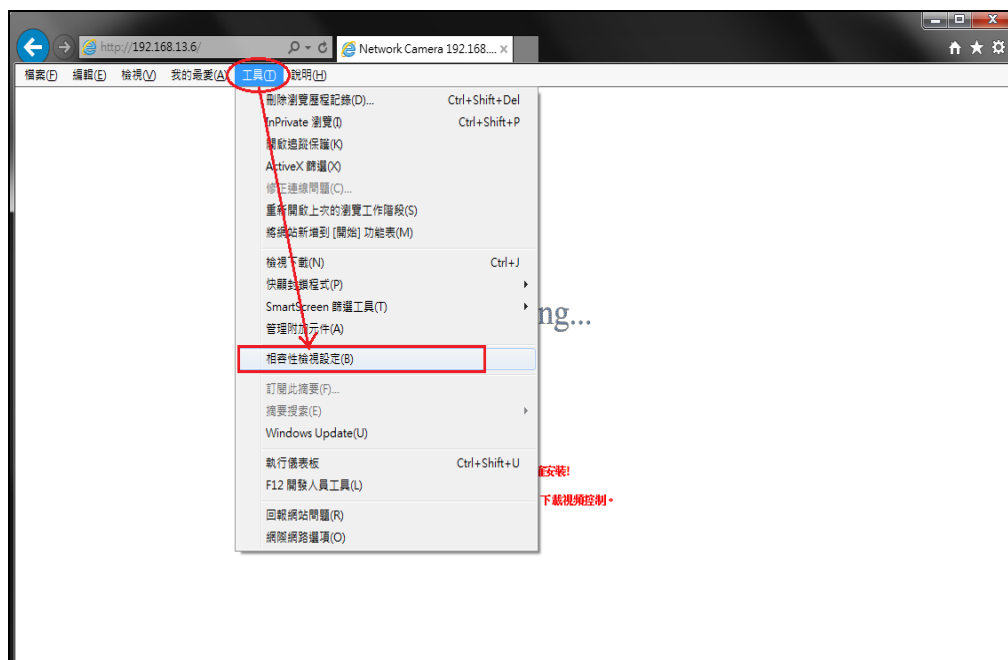 http://192.168.13.6/
Network Camera 192.168....
檔案(F) 編輯(E) 檢視(V) 我的最愛(A) 工具(T) 說明(H)
刪除瀏覽歷程記錄(D)... Ctrl+Shift+Del
InPrivate 瀏覽(I) Ctrl+Shift+P
開啟追蹤保護(K)
ActiveX 篩選(X)
修正連線問題(C)...
重新開啟上次的瀏覽工作階段(S)
將網站新增到 [開始] 功能表(M)
檢視下載(N) Ctrl+J
快顯封鎖程式(P)
SmartScreen 篩選工具(T)
ng...
管理附加元件(A)
相容性檢視設定(B)
訂閱此摘要(F)...
摘要搜索(E)
Windows Update(U)
執行儀表板 Ctrl+Shift+U
安裝!
F12 開發人員工具(L)
下載視頻控制。
回報網站問題(R)
網際網路選項(O)